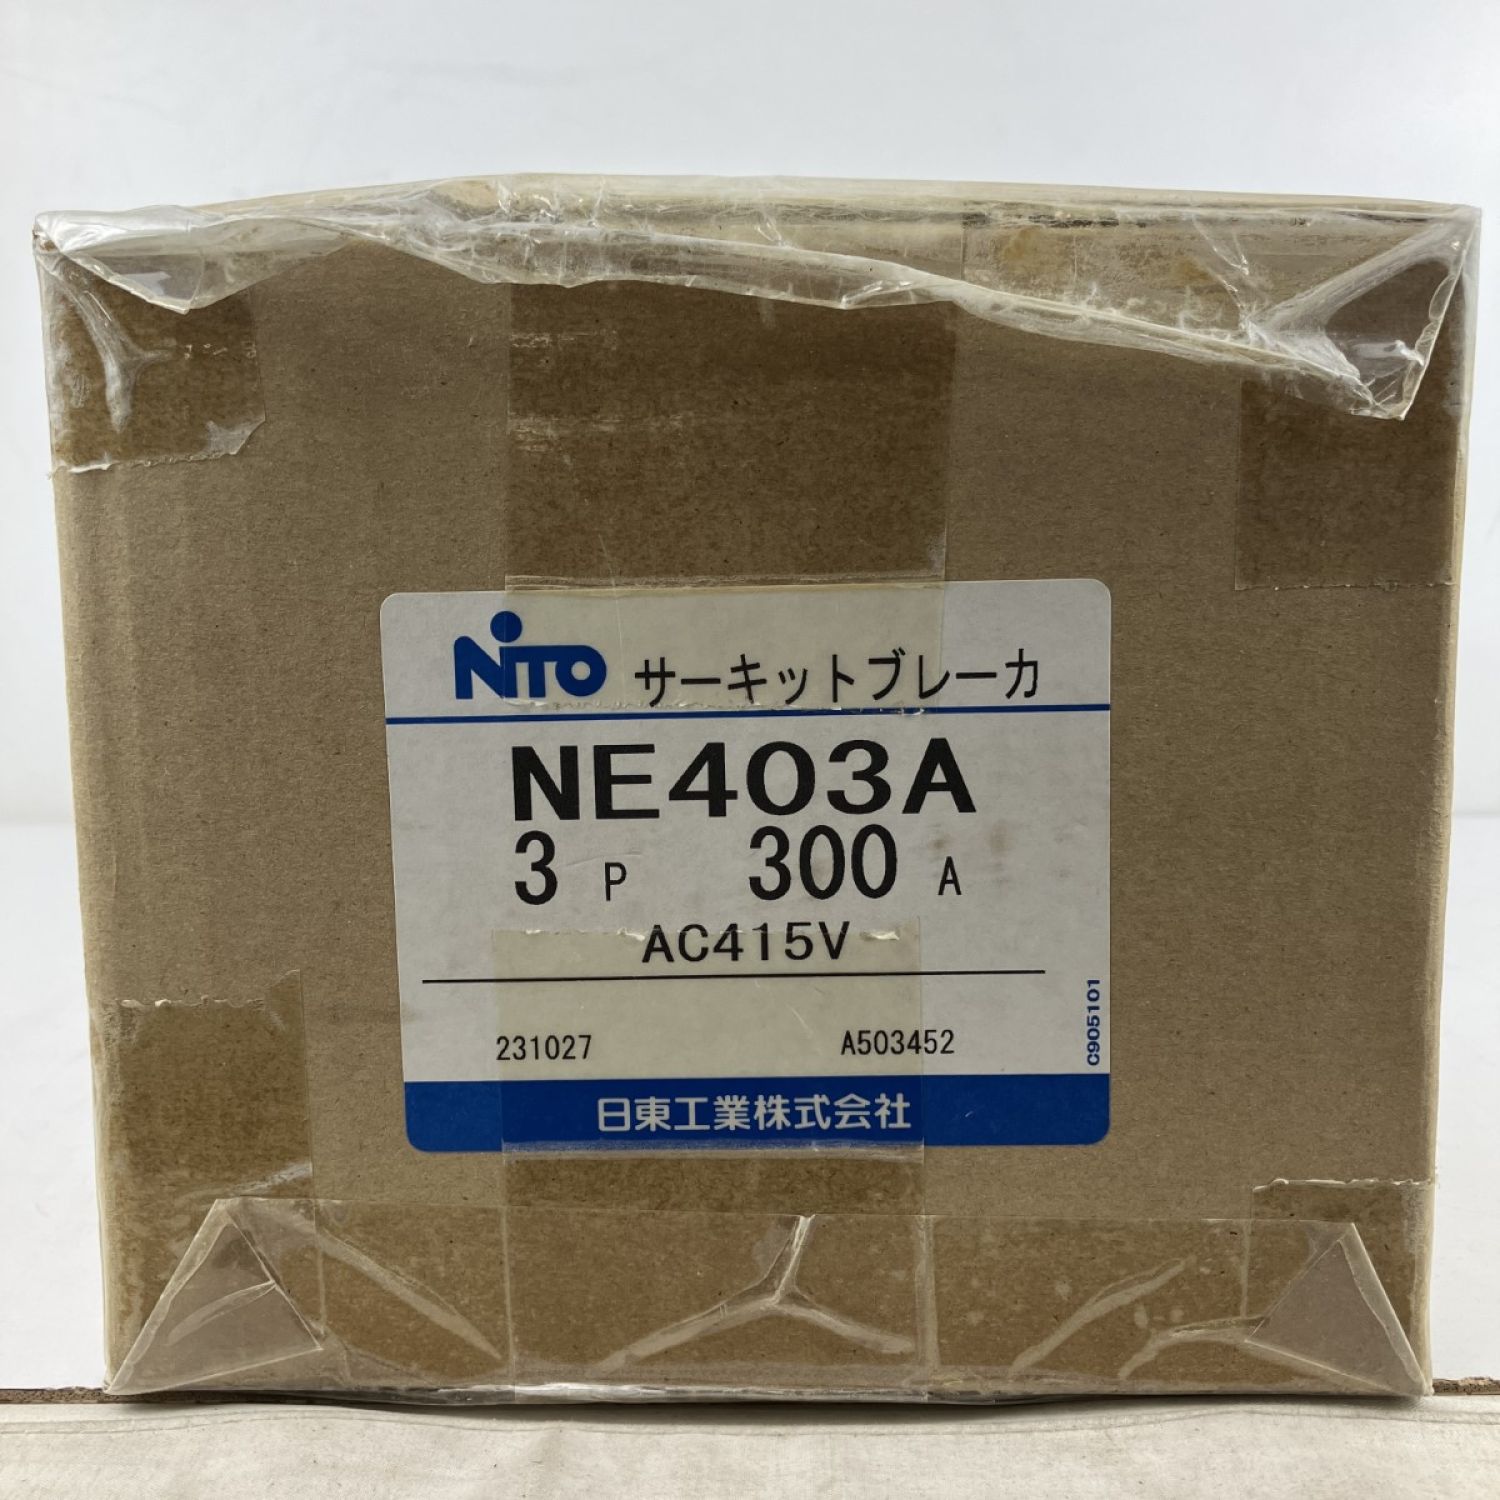 NiTO サーキットブレーカ
NE403A
3 P 300 A
AC415V
231027 A503452
C905101
日東工業株式会社